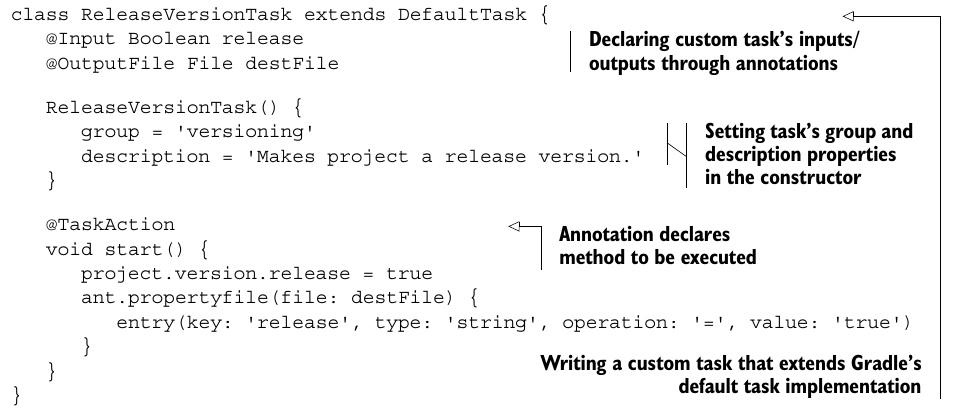 class ReleaseVersionTask extends DefaultTask {
@Input Boolean release
@OutputFile File destFile
Declaring custom task's inputs/
outputs through annotations
ReleaseVersionTask() {
group = 'versioning'
description = 'Makes project a release version.'
}
Setting task's group and
description properties
in the constructor
@TaskAction
void start() {
project.version.release = true
ant.propertyfile(file: destFile) {
entry(key: 'release', type: 'string', operation: '=', value: 'true')
}
}
}
Annotation declares
method to be executed
Writing a custom task that extends Gradle's
default task implementation